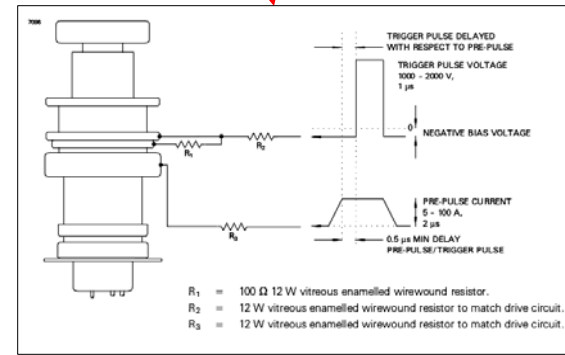 7006
TRIGGER PULSE DELAYED
WITH RESPECT TO PRE-PULSE
TRIGGER PULSE VOLTAGE
1000 - 2000 V,
1 µs
0
NEGATIVE BIAS VOLTAGE
R₁
R₂
PRE-PULSE CURRENT
5 - 100 A,
2 µs
R₃
0.5 µs MIN DELAY
PRE-PULSE/TRIGGER PULSE
R₁ = 100 Ω 12 W vitreous enamelled wirewound resistor.
R₂ = 12 W vitreous enamelled wirewound resistor to match drive circuit.
R₃ = 12 W vitreous enamelled wirewound resistor to match drive circuit.